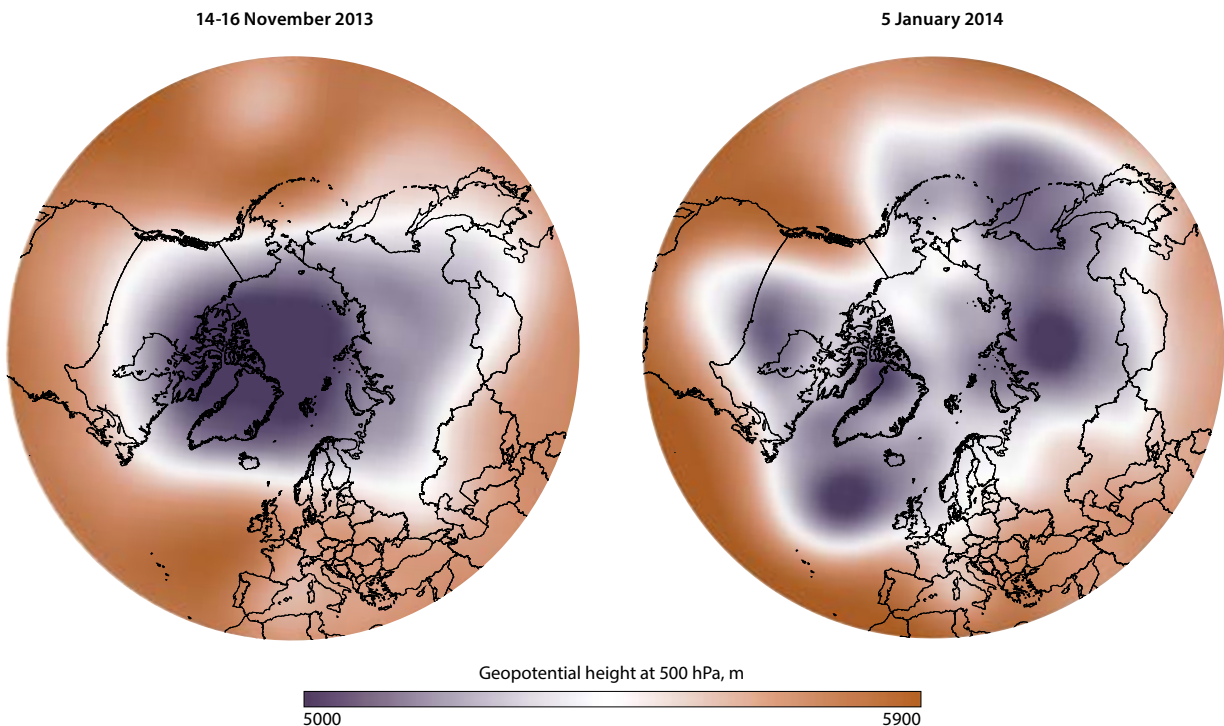 14-16 November 2013
5 January 2014
Geopotential height at 500 hPa, m
5000
5900